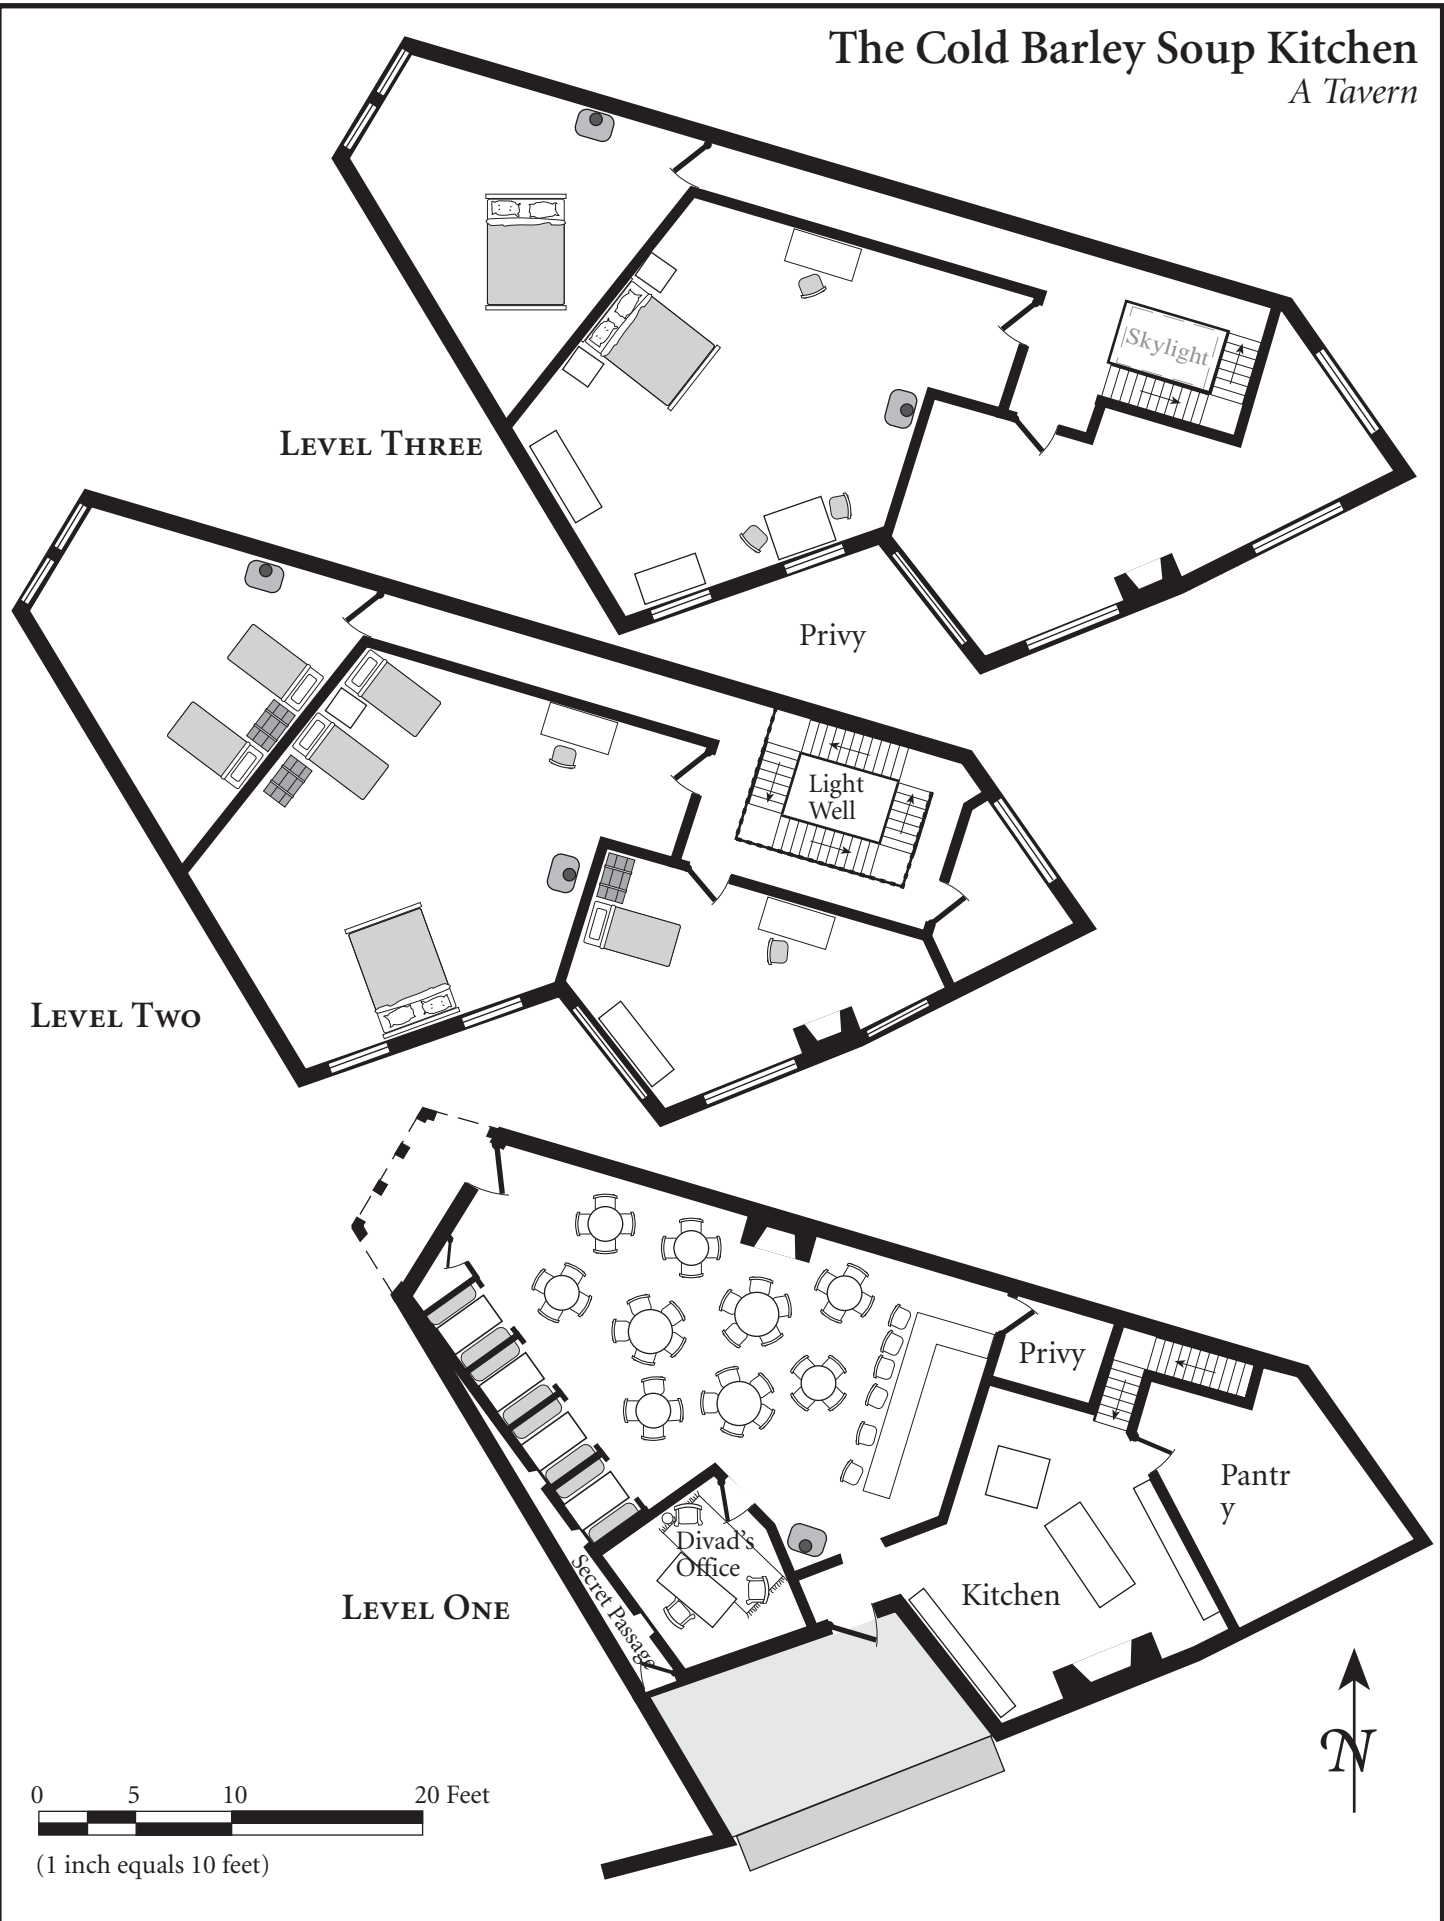 The Cold Barley Soup Kitchen
A Tavern
Skylight
Level Three
Privy
Light
Well
Level Two
Privy
Pantr
y
Divad's
Office
Secret Passage
Kitchen
Level One
N
0 5 10 20 Feet
(1 inch equals 10 feet)